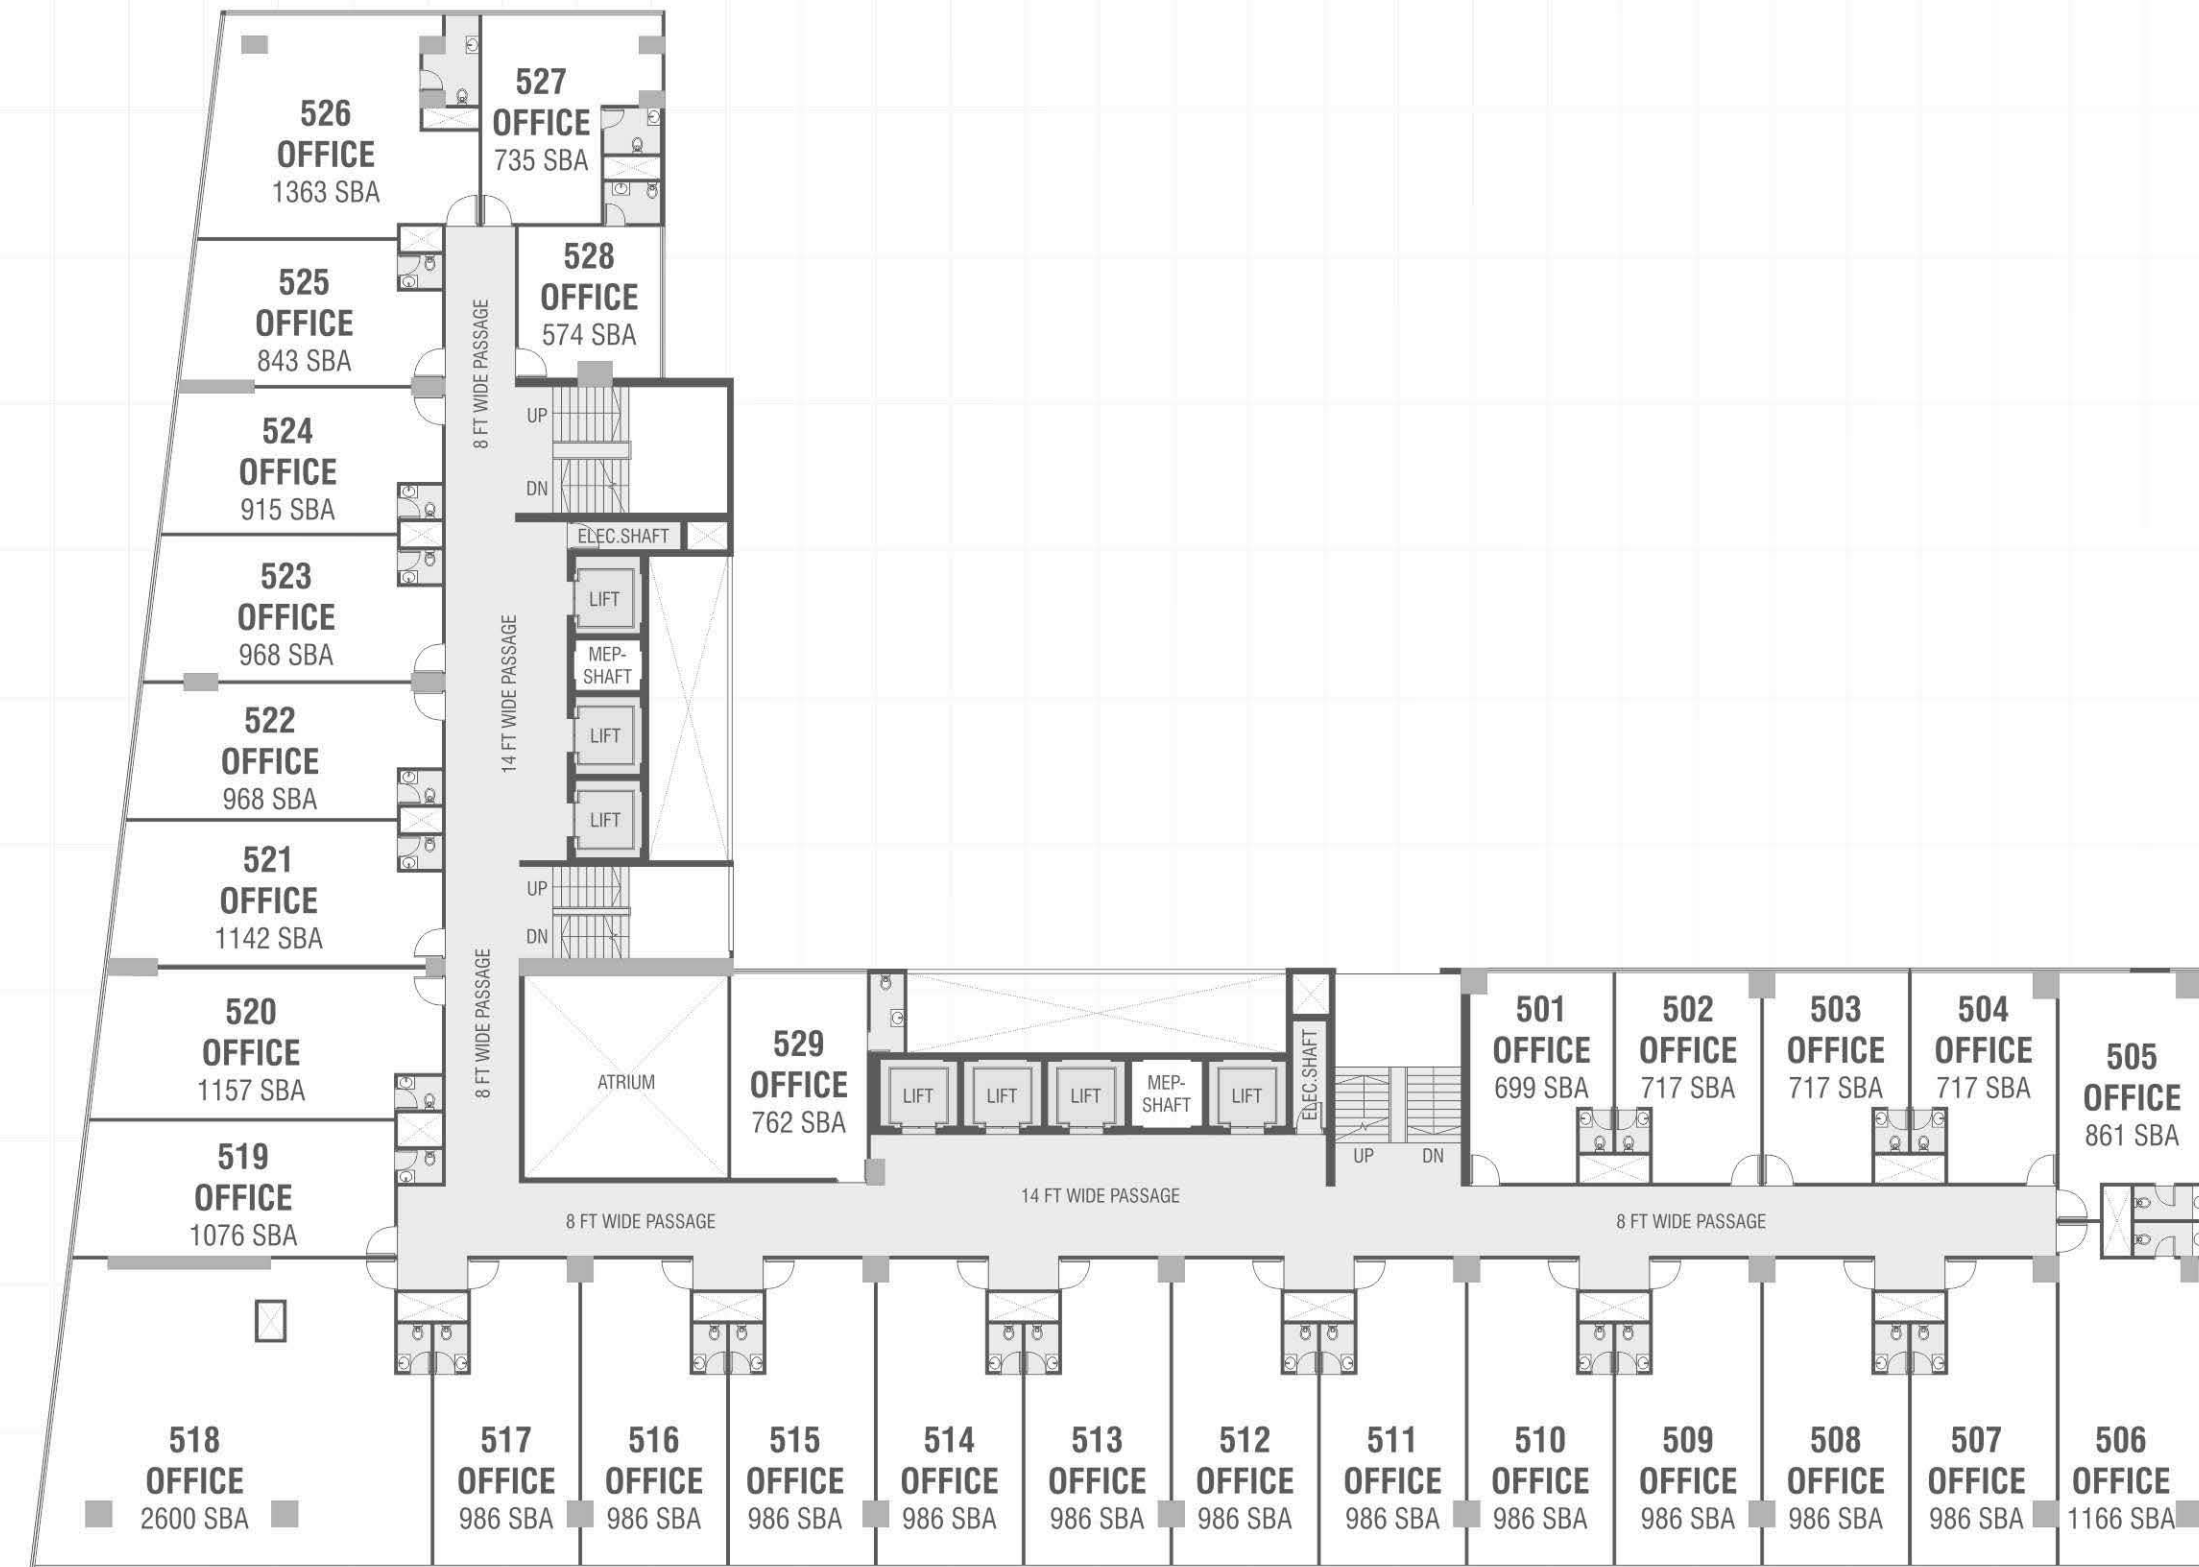 526
OFFICE
1363 SBA
527
OFFICE
735 SBA
525
OFFICE
843 SBA
528
OFFICE
574 SBA
8 FT WIDE PASSAGE
UP
DN
524
OFFICE
915 SBA
ELEC.SHAFT
523
OFFICE
968 SBA
LIFT
MEP-
SHAFT
14 FT WIDE PASSAGE
LIFT
522
OFFICE
968 SBA
LIFT
521
OFFICE
1142 SBA
UP
DN
8 FT WIDE PASSAGE
520
OFFICE
1157 SBA
ATRIUM
529
OFFICE
762 SBA
LIFT
LIFT
LIFT
MEP-
SHAFT
LIFT
ELEC.SHAFT
UP
DN
501
OFFICE
699 SBA
502
OFFICE
717 SBA
503
OFFICE
717 SBA
504
OFFICE
717 SBA
505
OFFICE
861 SBA
519
OFFICE
1076 SBA
8 FT WIDE PASSAGE
14 FT WIDE PASSAGE
8 FT WIDE PASSAGE
518
OFFICE
2600 SBA
517
OFFICE
986 SBA
516
OFFICE
986 SBA
515
OFFICE
986 SBA
514
OFFICE
986 SBA
513
OFFICE
986 SBA
512
OFFICE
986 SBA
511
OFFICE
986 SBA
510
OFFICE
986 SBA
509
OFFICE
986 SBA
508
OFFICE
986 SBA
507
OFFICE
986 SBA
506
OFFICE
1166 SBA